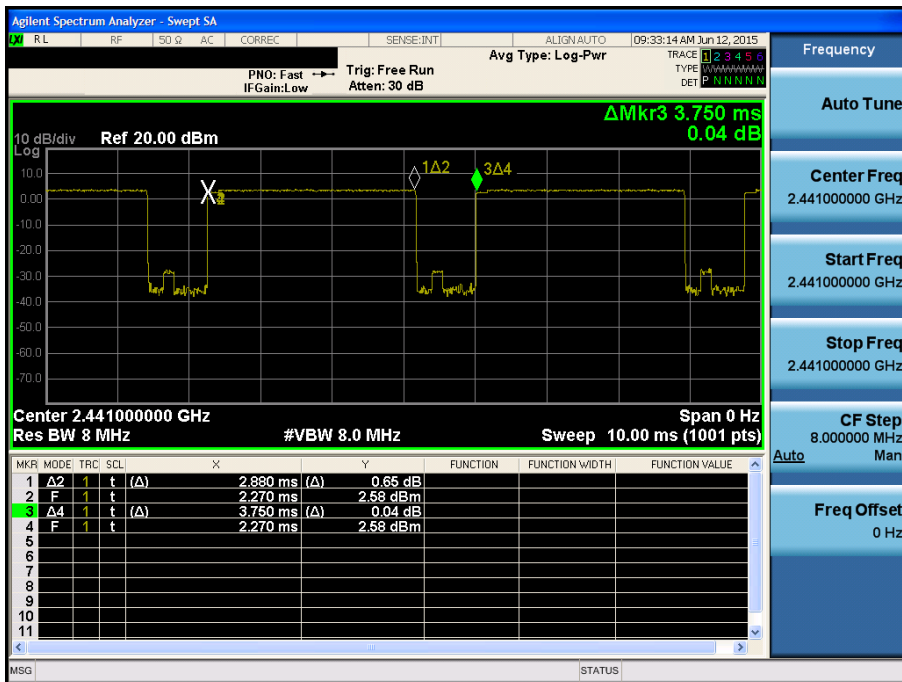 Agilent Spectrum Analyzer - Swept SA
LXI RL RF 50 Ω AC CORREC SENSE:INT ALIGNAUTO 09:33:14 AM Jun 12, 2015
Avg Type: Log-Pwr TRACE 1 2 3 4 5 6
PNO: Fast Trig: Free Run TYPE WWWWWW
IFGain:Low Atten: 30 dB DET P N N N N N
ΔMkr3 3.750 ms
0.04 dB
10 dB/div Ref 20.00 dBm
Log
10.0
0.00
-10.0
-20.0
-30.0
-40.0
-50.0
-60.0
-70.0
X
1Δ2
3Δ4
Center 2.441000000 GHz Span 0 Hz
Res BW 8 MHz #VBW 8.0 MHz Sweep 10.00 ms (1001 pts)
MKR MODE TRC SCL X Y FUNCTION FUNCTION WIDTH FUNCTION VALUE
1 Δ2 1 t (Δ) 2.880 ms (Δ) 0.65 dB
2 F 1 t 2.270 ms 2.58 dBm
3 Δ4 1 t (Δ) 3.750 ms (Δ) 0.04 dB
4 F 1 t 2.270 ms 2.58 dBm
5
6
7
8
9
10
11
MSG STATUS
Frequency
Auto Tune
Center Freq
2.441000000 GHz
Start Freq
2.441000000 GHz
Stop Freq
2.441000000 GHz
CF Step
8.000000 MHz
Auto Man
Freq Offset
0 Hz